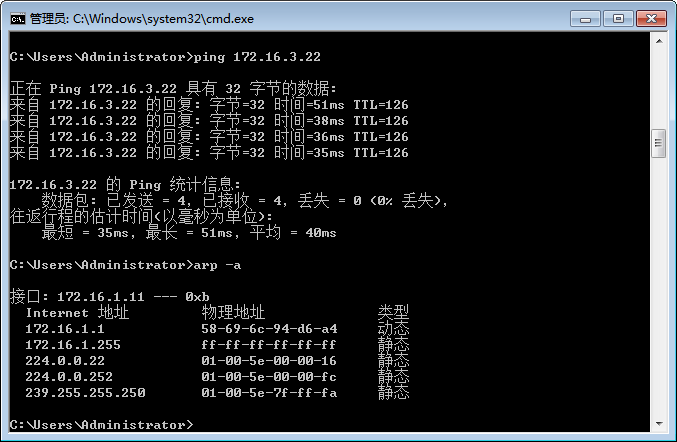 管理员: C:\Windows\system32\cmd.exe
C:\Users\Administrator>ping 172.16.3.22
正在 Ping 172.16.3.22 具有 32 字节的数据:
来自 172.16.3.22 的回复: 字节=32 时间=51ms TTL=126
来自 172.16.3.22 的回复: 字节=32 时间=38ms TTL=126
来自 172.16.3.22 的回复: 字节=32 时间=36ms TTL=126
来自 172.16.3.22 的回复: 字节=32 时间=35ms TTL=126
172.16.3.22 的 Ping 统计信息:
数据包: 已发送 = 4, 已接收 = 4, 丢失 = 0 (0% 丢失),
往返行程的估计时间(以毫秒为单位):
最短 = 35ms, 最长 = 51ms, 平均 = 40ms
C:\Users\Administrator>arp -a
接口: 172.16.1.11 --- 0xb
Internet 地址 物理地址 类型
172.16.1.1 58-69-6c-94-d6-a4 动态
172.16.1.255 ff-ff-ff-ff-ff-ff 静态
224.0.0.22 01-00-5e-00-00-16 静态
224.0.0.252 01-00-5e-00-00-fc 静态
239.255.255.250 01-00-5e-7f-ff-fa 静态
C:\Users\Administrator>